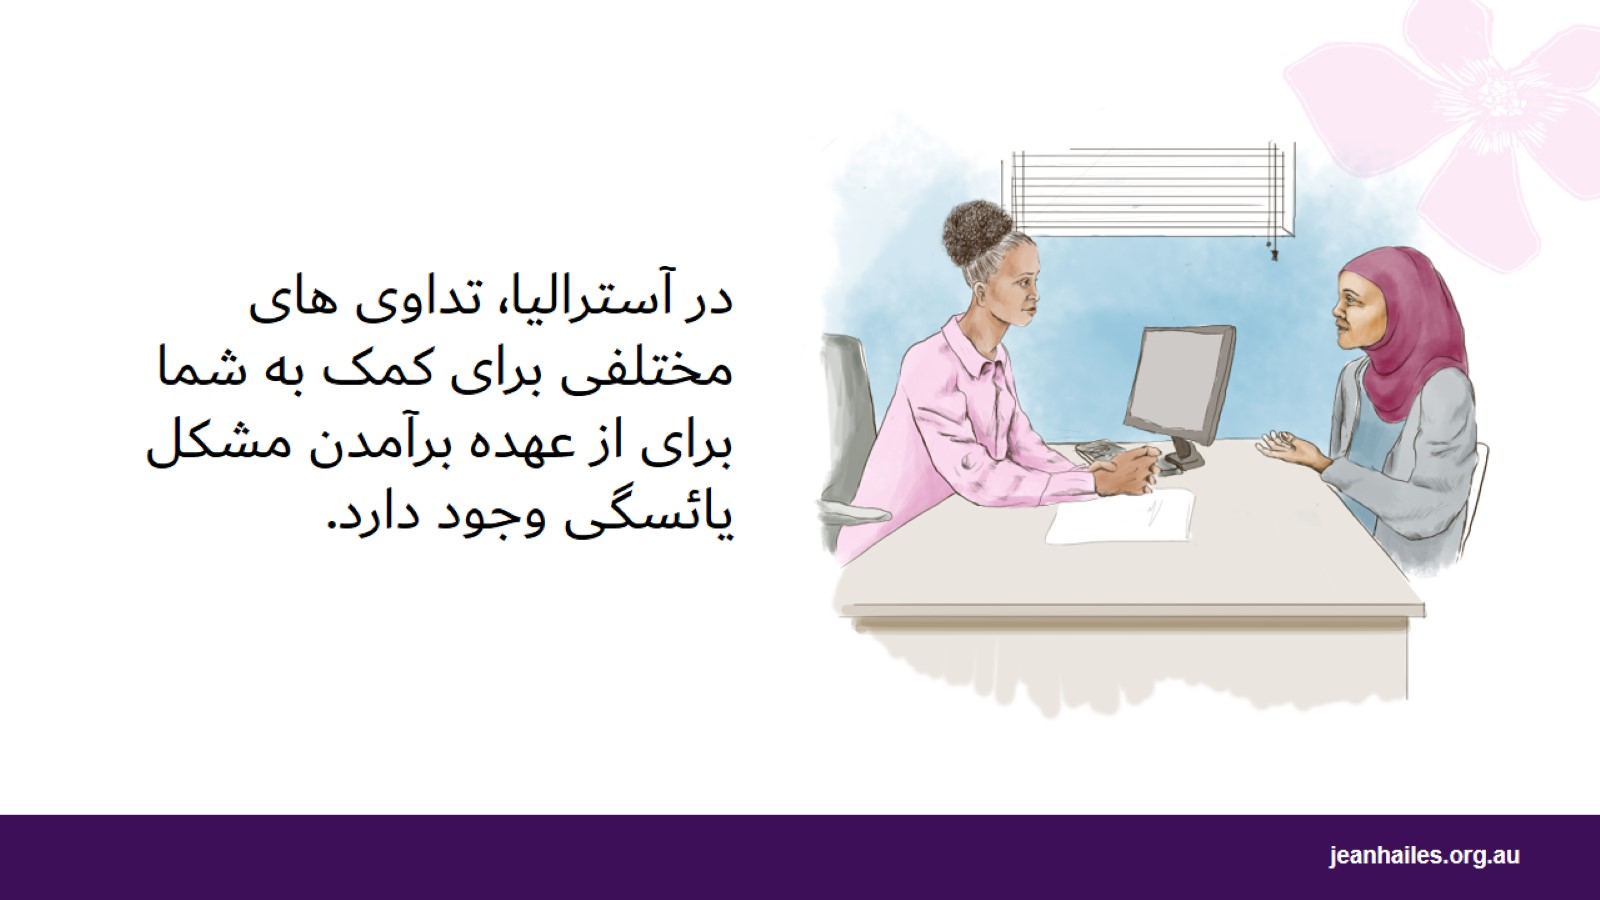 در آسترالیا، تداوی های
مختلفی برای کمک به شما
برای از عهده برآمدن مشکل
یائسگی وجود دارد.
jeanhailes.org.au